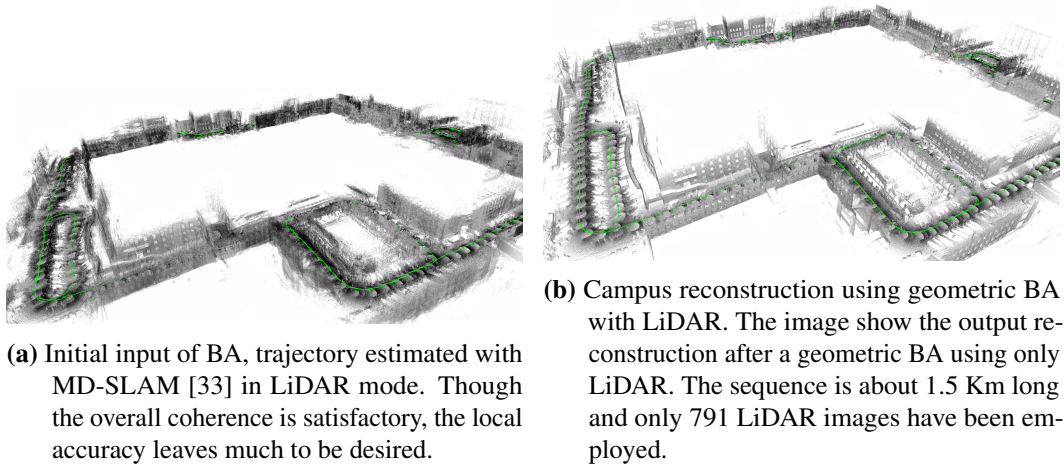 (a) Initial input of BA, trajectory estimated with
MD-SLAM [33] in LiDAR mode. Though
the overall coherence is satisfactory, the local
accuracy leaves much to be desired.
(b) Campus reconstruction using geometric BA
with LiDAR. The image show the output re-
construction after a geometric BA using only
LiDAR. The sequence is about 1.5 Km long
and only 791 LiDAR images have been em-
ployed.